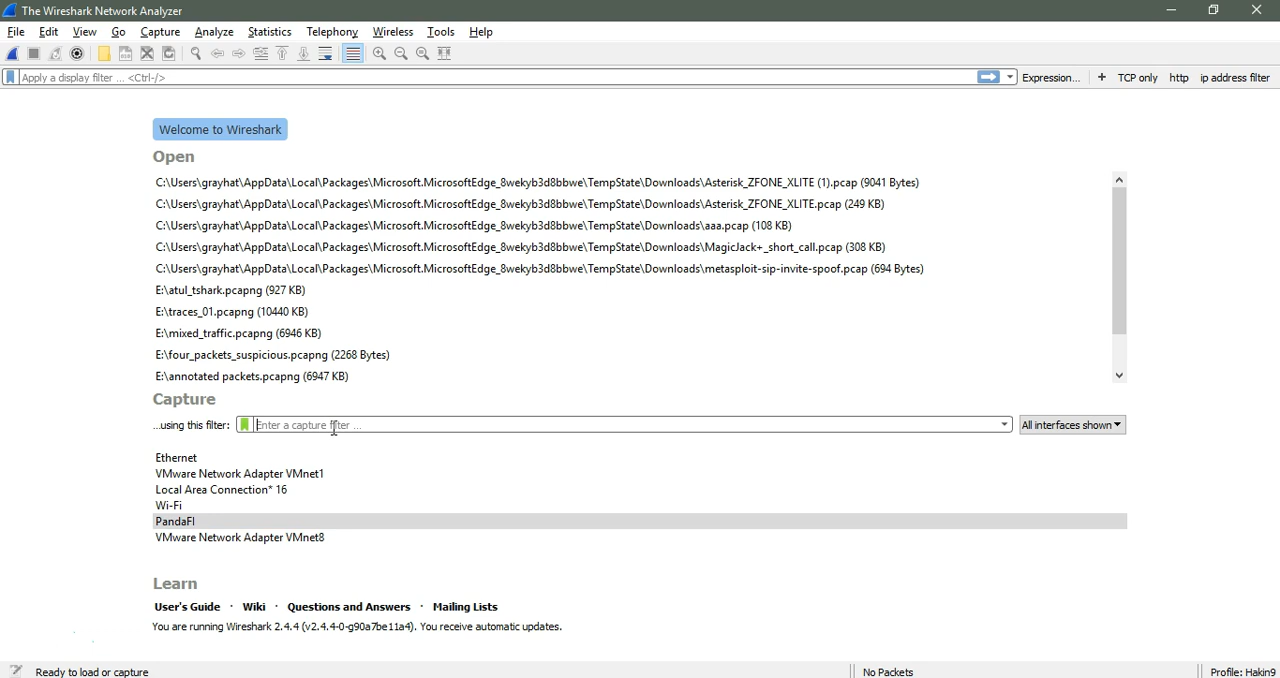 The Wireshark Network Analyzer
File Edit View Go Capture Analyze Statistics Telephony Wireless Tools Help
Apply a display filter ... <Ctrl-/> Expression... + TCP only http ip address filter
Welcome to Wireshark
Open
C:\Users\grayhat\AppData\Local\Packages\Microsoft.MicrosoftEdge_8wekyb3d8bbwe\TempState\Downloads\Asterisk_ZFONE_XLITE (1).pcap (9041 Bytes)
C:\Users\grayhat\AppData\Local\Packages\Microsoft.MicrosoftEdge_8wekyb3d8bbwe\TempState\Downloads\Asterisk_ZFONE_XLITE.pcap (249 KB)
C:\Users\grayhat\AppData\Local\Packages\Microsoft.MicrosoftEdge_8wekyb3d8bbwe\TempState\Downloads\aaa.pcap (108 KB)
C:\Users\grayhat\AppData\Local\Packages\Microsoft.MicrosoftEdge_8wekyb3d8bbwe\TempState\Downloads\MagicJack+_short_call.pcap (308 KB)
C:\Users\grayhat\AppData\Local\Packages\Microsoft.MicrosoftEdge_8wekyb3d8bbwe\TempState\Downloads\metasploit-sip-invite-spoof.pcap (694 Bytes)
E:\atul_tshark.pcapng (927 KB)
E:\traces_01.pcapng (10440 KB)
E:\mixed_traffic.pcapng (6946 KB)
E:\four_packets_suspicious.pcapng (2268 Bytes)
E:\annotated packets.pcapng (6947 KB)
Capture
...using this filter: Enter a capture filter ... All interfaces shown
Ethernet
VMware Network Adapter VMnet1
Local Area Connection* 16
Wi-Fi
PandaFI
VMware Network Adapter VMnet8
Learn
User's Guide · Wiki · Questions and Answers · Mailing Lists
You are running Wireshark 2.4.4 (v2.4.4-0-g90a7be11a4). You receive automatic updates.
Ready to load or capture No Packets Profile: Hakin9